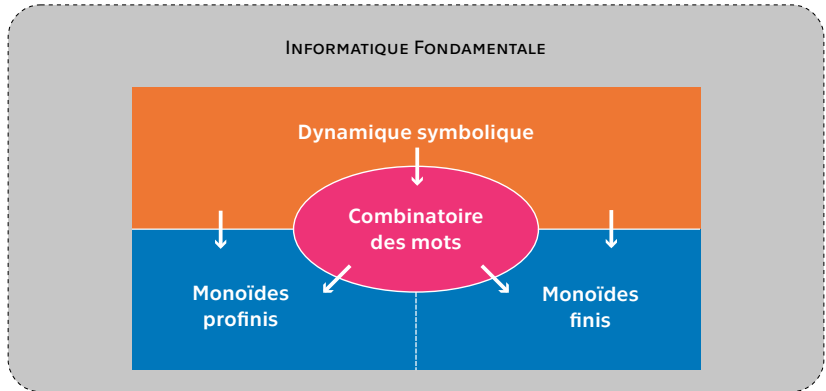 Informatique Fondamentale
Dynamique symbolique
Combinatoire
des mots
Monoïdes
profinis
Monoïdes
finis